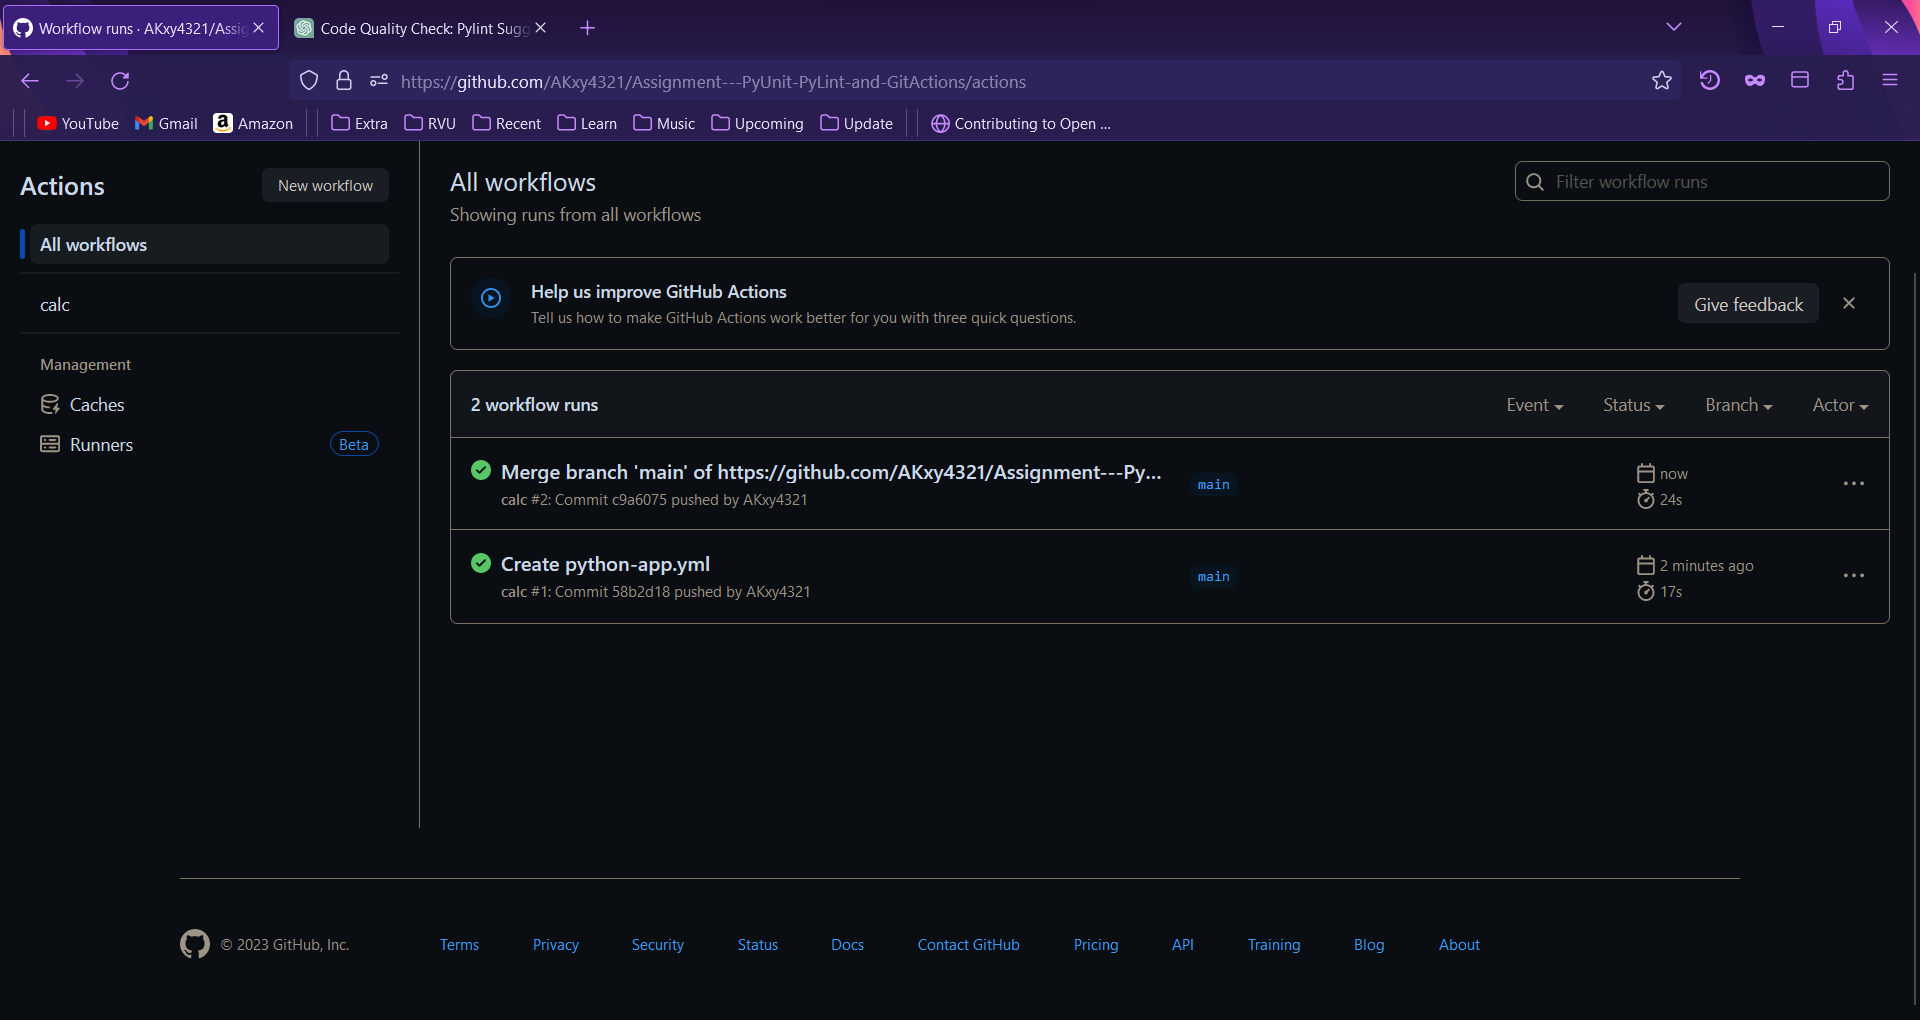 Workflow runs · AKxy4321/Assig
Code Quality Check: Pylint Sugg
https://github.com/AKxy4321/Assignment---PyUnit-PyLint-and-GitActions/actions
YouTube Gmail Amazon Extra RVU Recent Learn Music Upcoming Update Contributing to Open ...
Actions
New workflow
All workflows
calc
Management
Caches
Runners
Beta
All workflows
Showing runs from all workflows
Filter workflow runs
Help us improve GitHub Actions
Tell us how to make GitHub Actions work better for you with three quick questions.
Give feedback
2 workflow runs
Event Status Branch Actor
Merge branch 'main' of https://github.com/AKxy4321/Assignment---Py...
calc #2: Commit c9a6075 pushed by AKxy4321
main
now
24s
Create python-app.yml
calc #1: Commit 58b2d18 pushed by AKxy4321
main
2 minutes ago
17s
© 2023 GitHub, Inc. Terms Privacy Security Status Docs Contact GitHub Pricing API Training Blog About